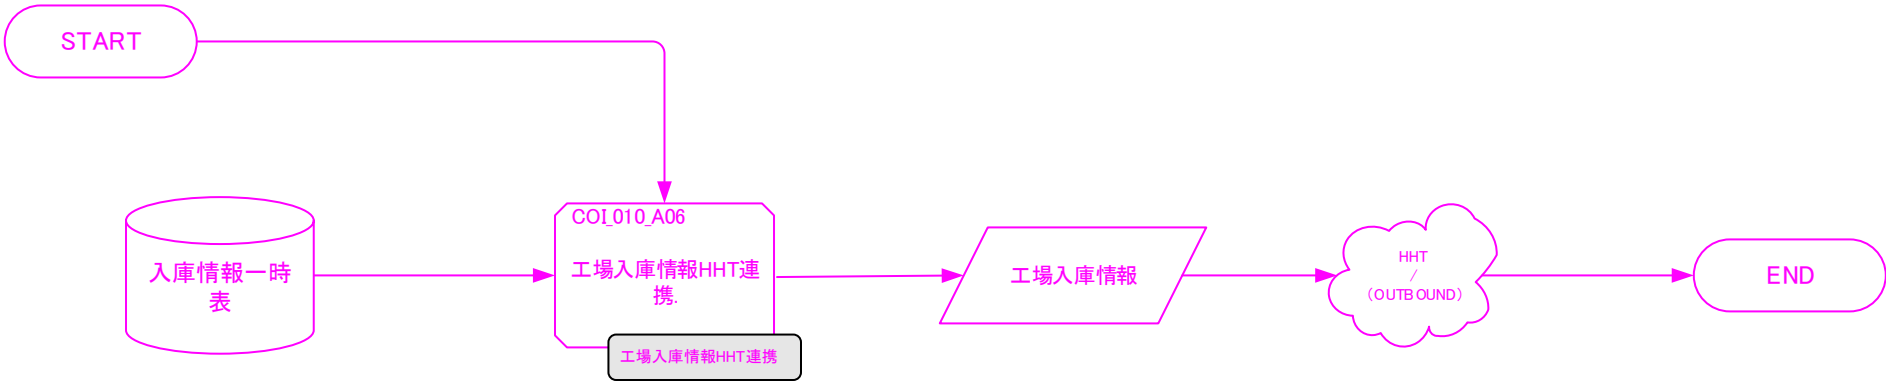 START
COI_010_A06
入庫情報一時
表
工場入庫情報HHT連
携.
工場入庫情報
HHT
/
（OUTBOUND）
END
工場入庫情報HHT連携